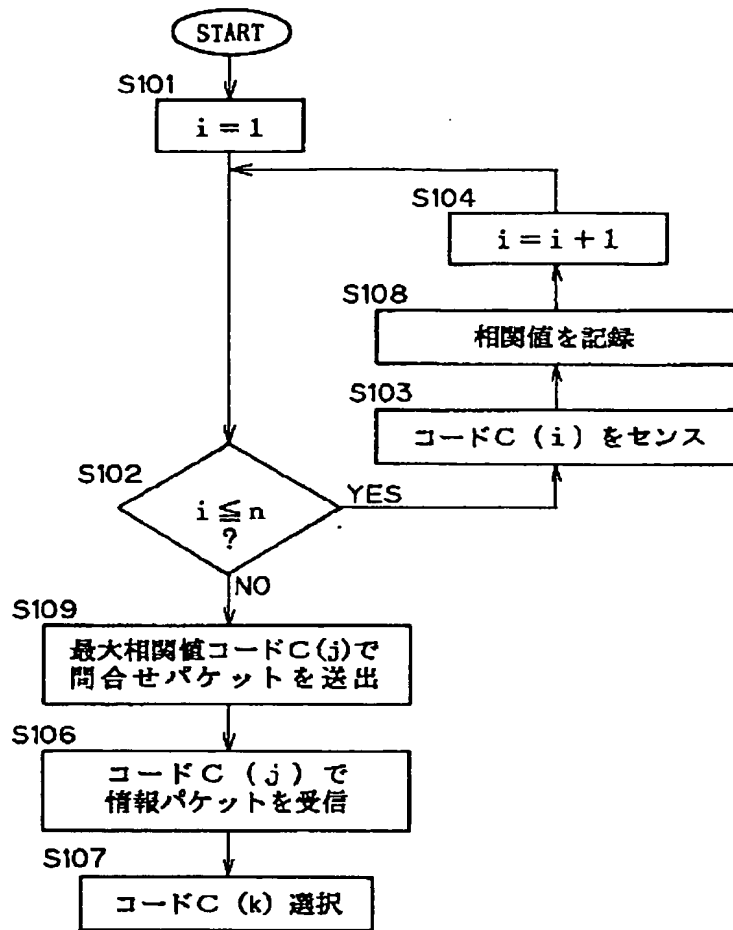 START
S101
i = 1
S104
i = i + 1
S108
相関値を記録
S103
コードC (i) をセンス
S102
i ≦ n
?
YES
NO
S109
最大相関値コードC(j)で
問合せパケットを送出
S106
コードC (j) で
情報パケットを受信
S107
コードC (k) 選択